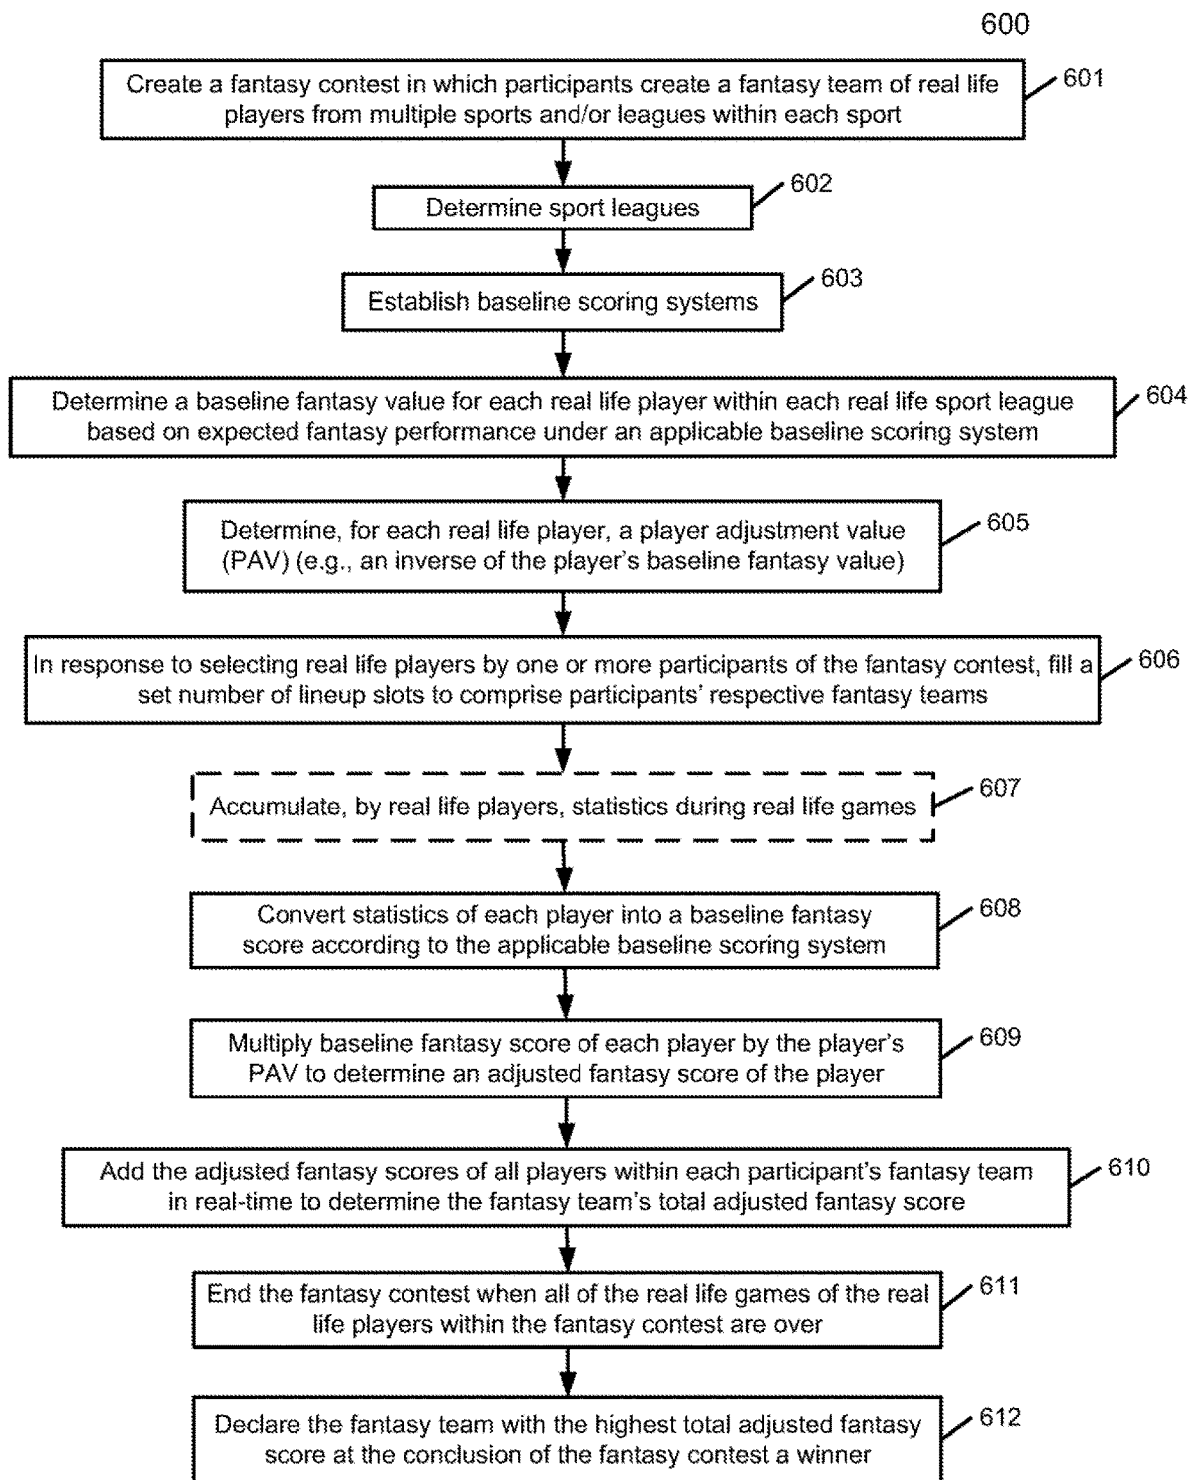 600
Create a fantasy contest in which participants create a fantasy team of real life
players from multiple sports and/or leagues within each sport
601
602
Determine sport leagues
603
Establish baseline scoring systems
Determine a baseline fantasy value for each real life player within each real life sport league
based on expected fantasy performance under an applicable baseline scoring system
604
Determine, for each real life player, a player adjustment value
(PAV) (e.g., an inverse of the player's baseline fantasy value)
605
In response to selecting real life players by one or more participants of the fantasy contest, fill a
set number of lineup slots to comprise participants' respective fantasy teams
606
Accumulate, by real life players, statistics during real life games
607
Convert statistics of each player into a baseline fantasy
score according to the applicable baseline scoring system
608
Multiply baseline fantasy score of each player by the player's
PAV to determine an adjusted fantasy score of the player
609
Add the adjusted fantasy scores of all players within each participant's fantasy team
in real-time to determine the fantasy team's total adjusted fantasy score
610
End the fantasy contest when all of the real life games of the real
life players within the fantasy contest are over
611
Declare the fantasy team with the highest total adjusted fantasy
score at the conclusion of the fantasy contest a winner
612